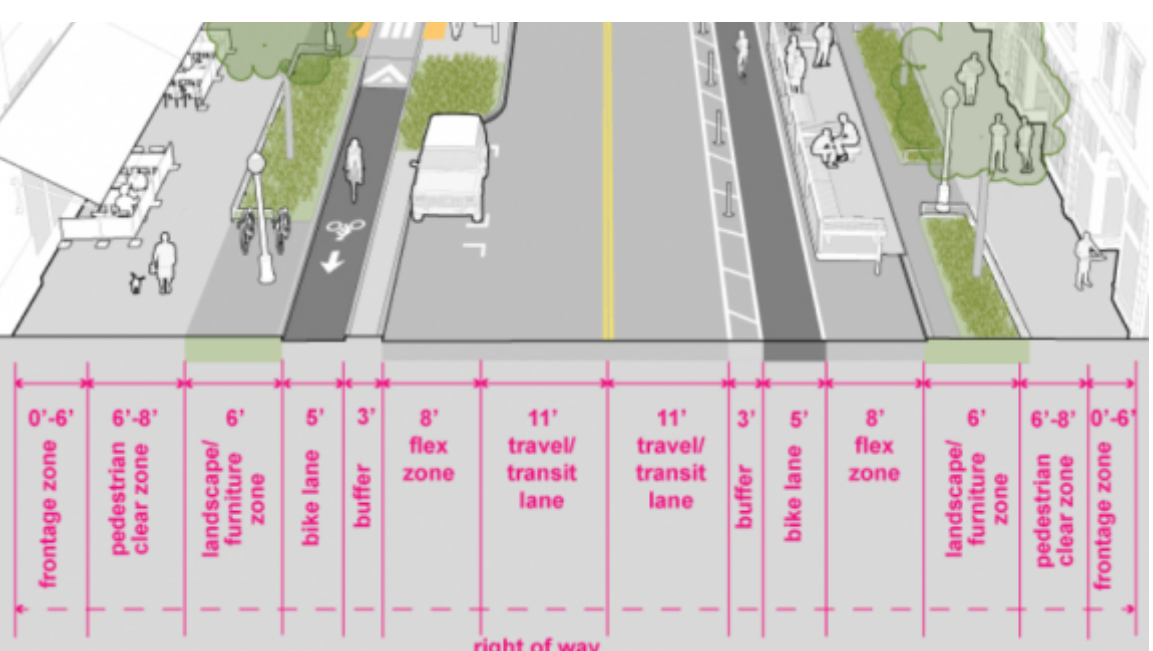 0'-6'
frontage zone
6'-8'
pedestrian
clear zone
6'
landscape/
furniture
zone
5'
bike lane
3'
buffer
8'
flex
zone
11'
travel/
transit
lane
11'
travel/
transit
lane
3'
buffer
5'
bike lane
8'
flex
zone
6'
landscape/
furniture
zone
6'-8'
pedestrian
clear zone
0'-6'
frontage zone
right of way